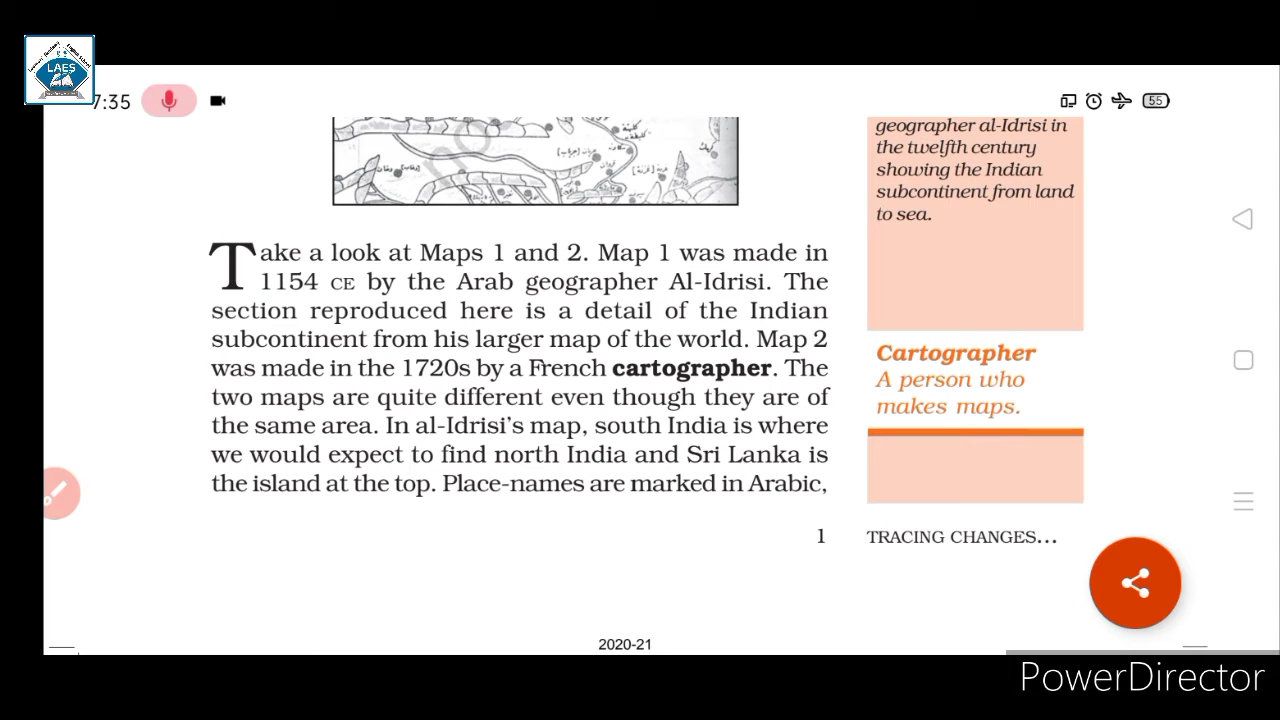 LAES
7:35
55
geographer al-Idrisi in
the twelfth century
showing the Indian
subcontinent from land
to sea.
Take a look at Maps 1 and 2. Map 1 was made in
1154 CE by the Arab geographer Al-Idrisi. The
section reproduced here is a detail of the Indian
subcontinent from his larger map of the world. Map 2
was made in the 1720s by a French cartographer. The
two maps are quite different even though they are of
the same area. In al-Idrisi's map, south India is where
we would expect to find north India and Sri Lanka is
the island at the top. Place-names are marked in Arabic,
Cartographer
A person who
makes maps.
1
TRACING CHANGES...
2020-21
PowerDirector